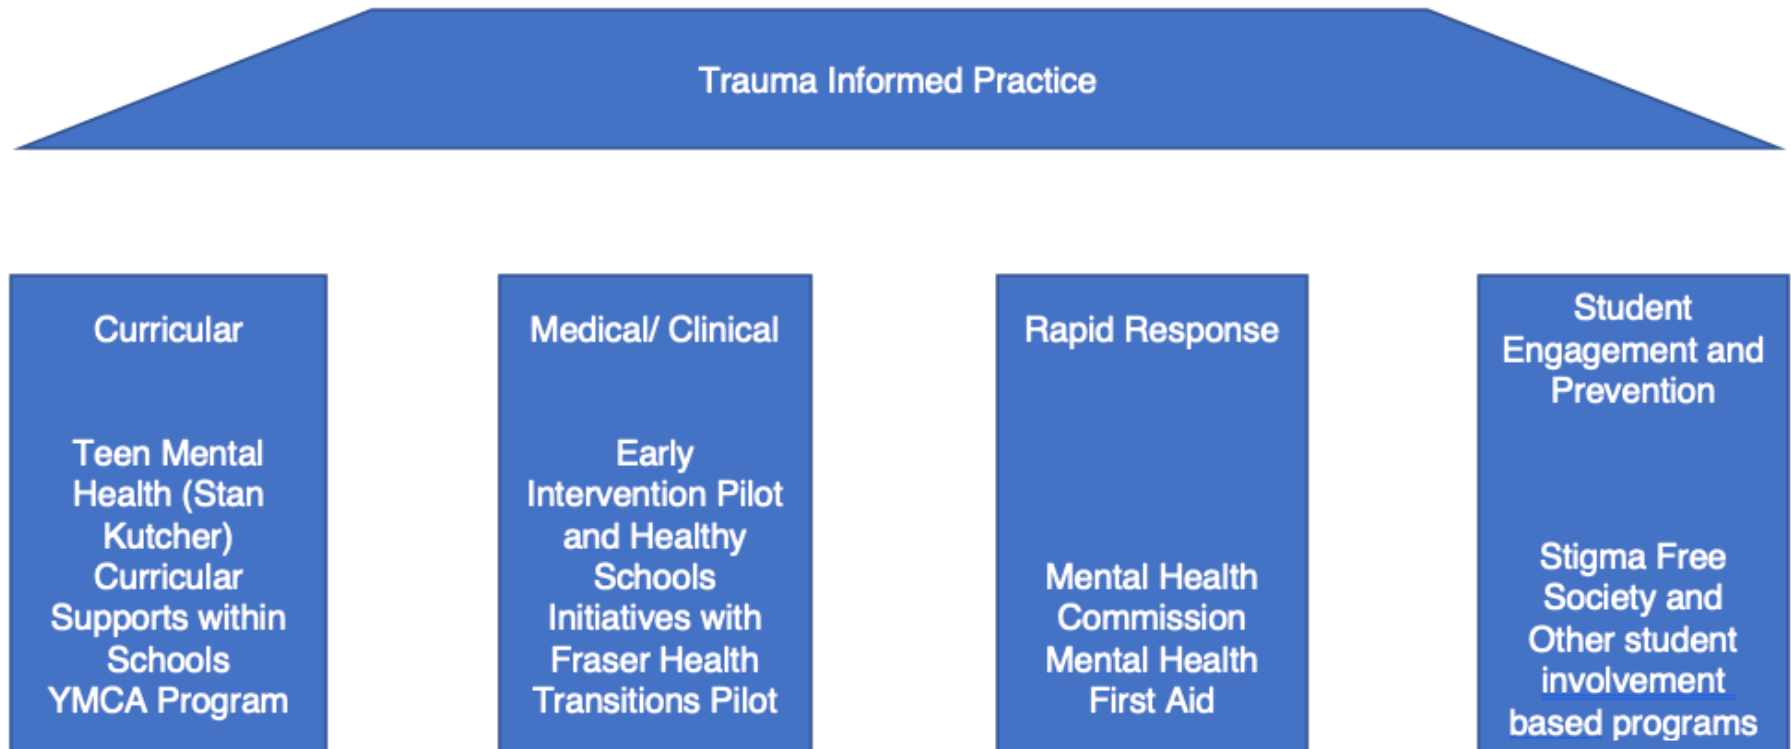 Trauma Informed Practice
Curricular
Teen Mental
Health (Stan
Kutcher)
Curricular
Supports within
Schools
YMCA Program
Medical/ Clinical
Early
Intervention Pilot
and Healthy
Schools
Initiatives with
Fraser Health
Transitions Pilot
Rapid Response
Mental Health
Commission
Mental Health
First Aid
Student
Engagement and
Prevention
Stigma Free
Society and
Other student
involvement
based programs